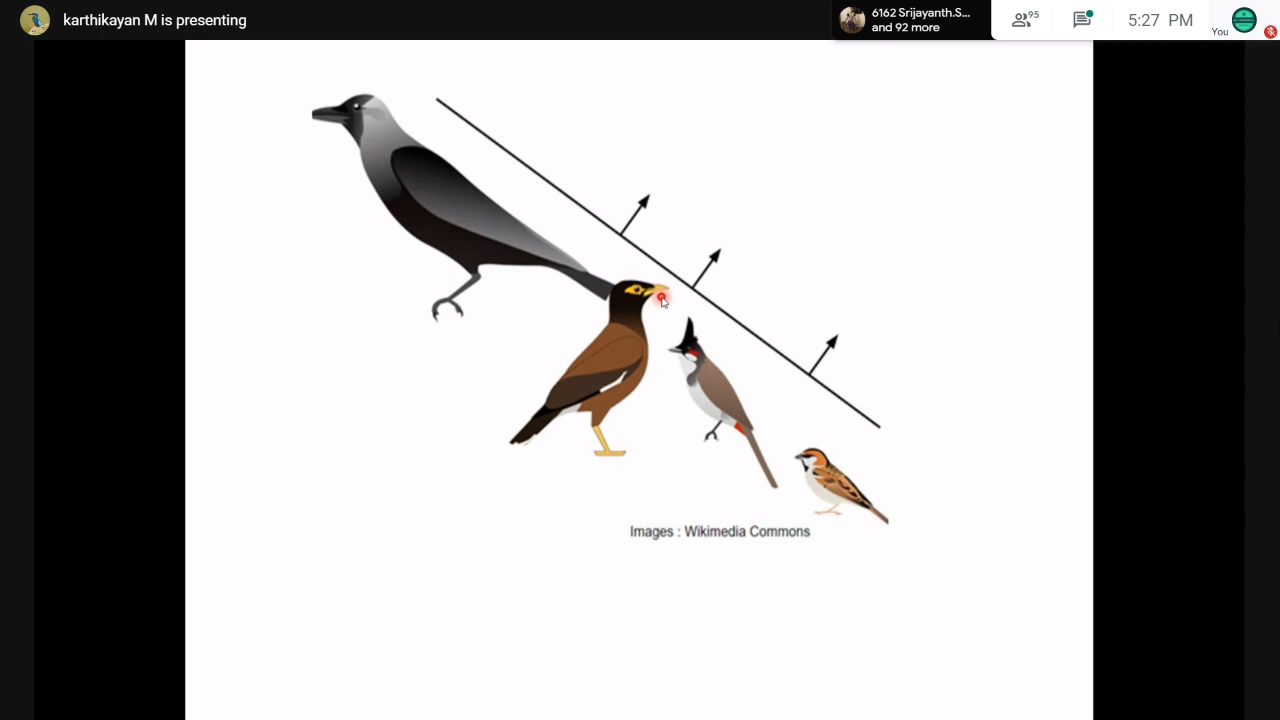 karthikayan M is presenting
6162 Srijayanth.S...
and 92 more
95
5:27 PM
You
Images : Wikimedia Commons